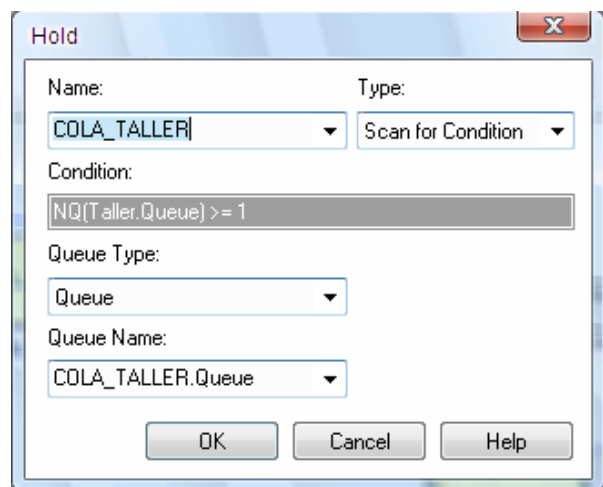 Hold
Name: Type:
COLA_TALLER Scan for Condition
Condition:
NQ(Taller.Queue) >= 1
Queue Type:
Queue
Queue Name:
COLA_TALLER.Queue
OK Cancel Help